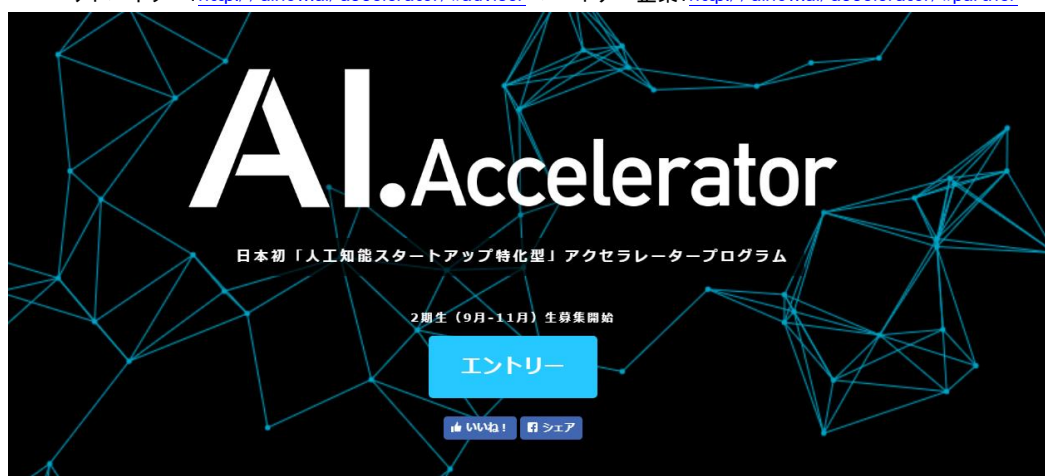 AI.Accelerator
日本初「人工知能スタートアップ特化型」アクセラレータープログラム
2期生（9月-11月）生募集開始
エントリー
いいね！ シェア